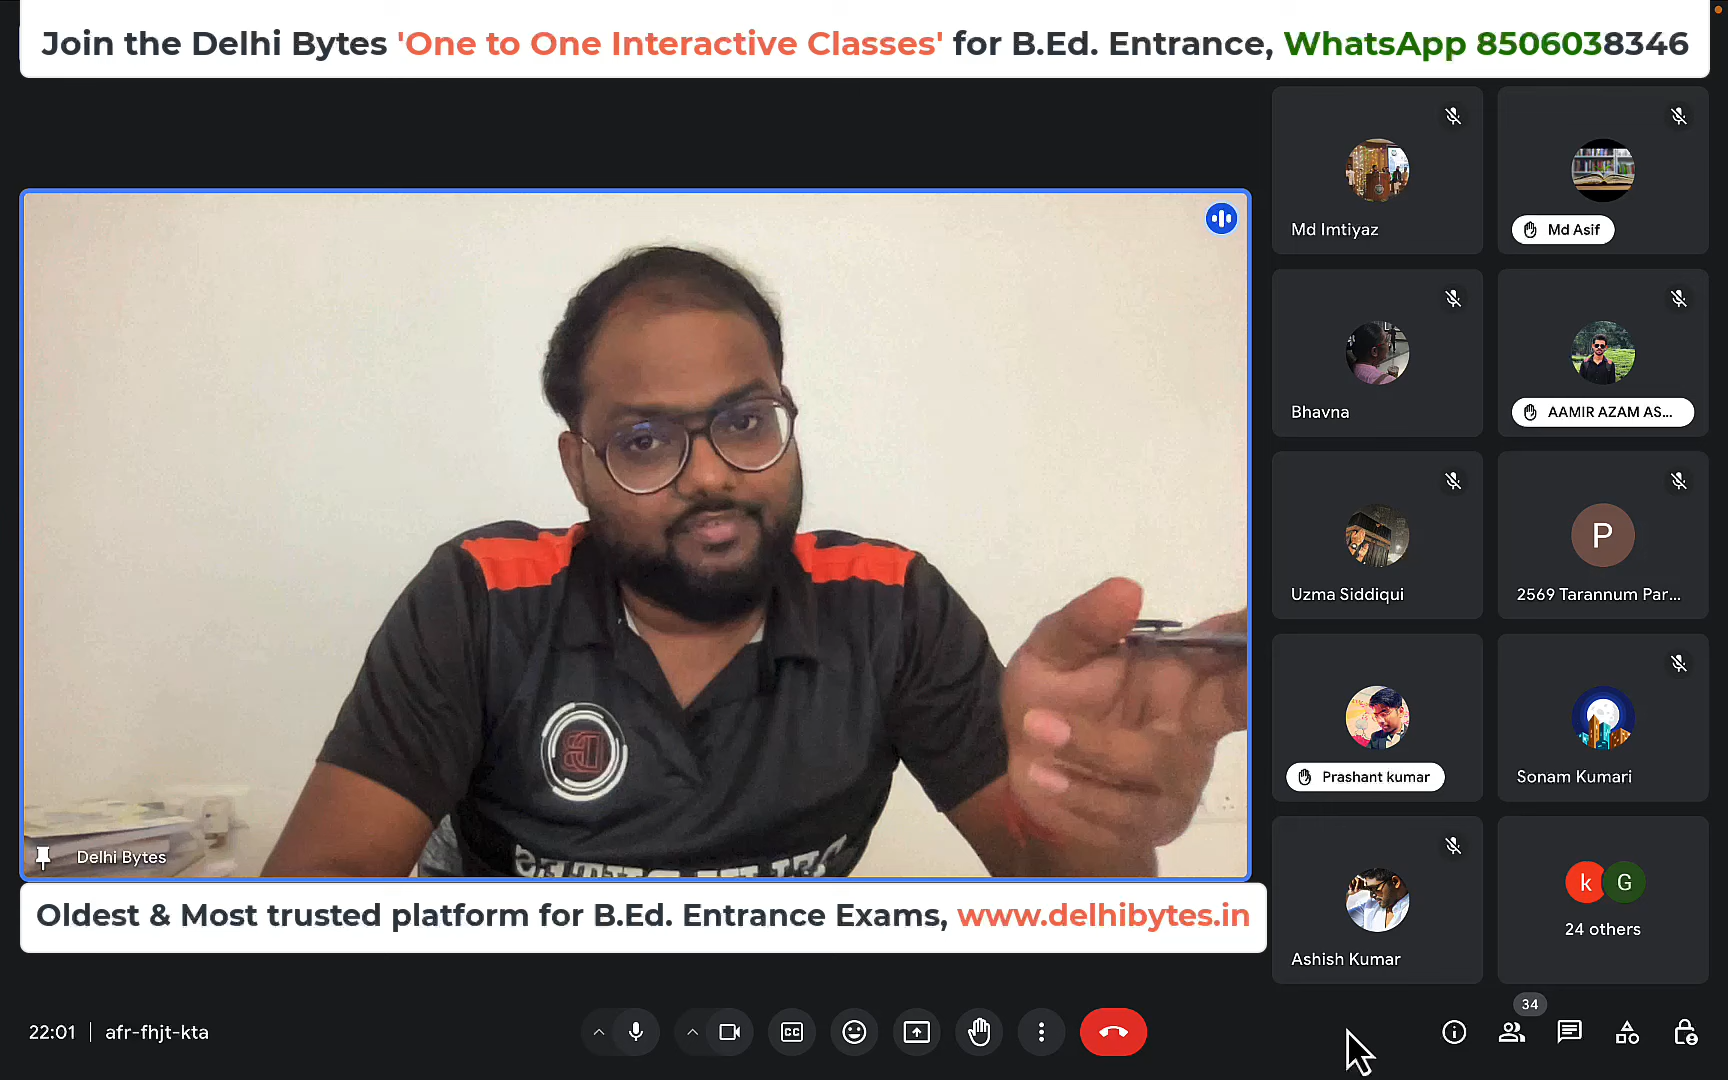 Join the Delhi Bytes 'One to One Interactive Classes' for B.Ed. Entrance, WhatsApp 8506038346
Md Imtiyaz
Md Asif
Bhavna
AAMIR AZAM AS...
Uzma Siddiqui
P
2569 Tarannum Par...
Prashant kumar
Sonam Kumari
Ashish Kumar
k
G
24 others
Delhi Bytes
Oldest & Most trusted platform for B.Ed. Entrance Exams, www.delhibytes.in
22:01 | afr-fhjt-kta
CC
34